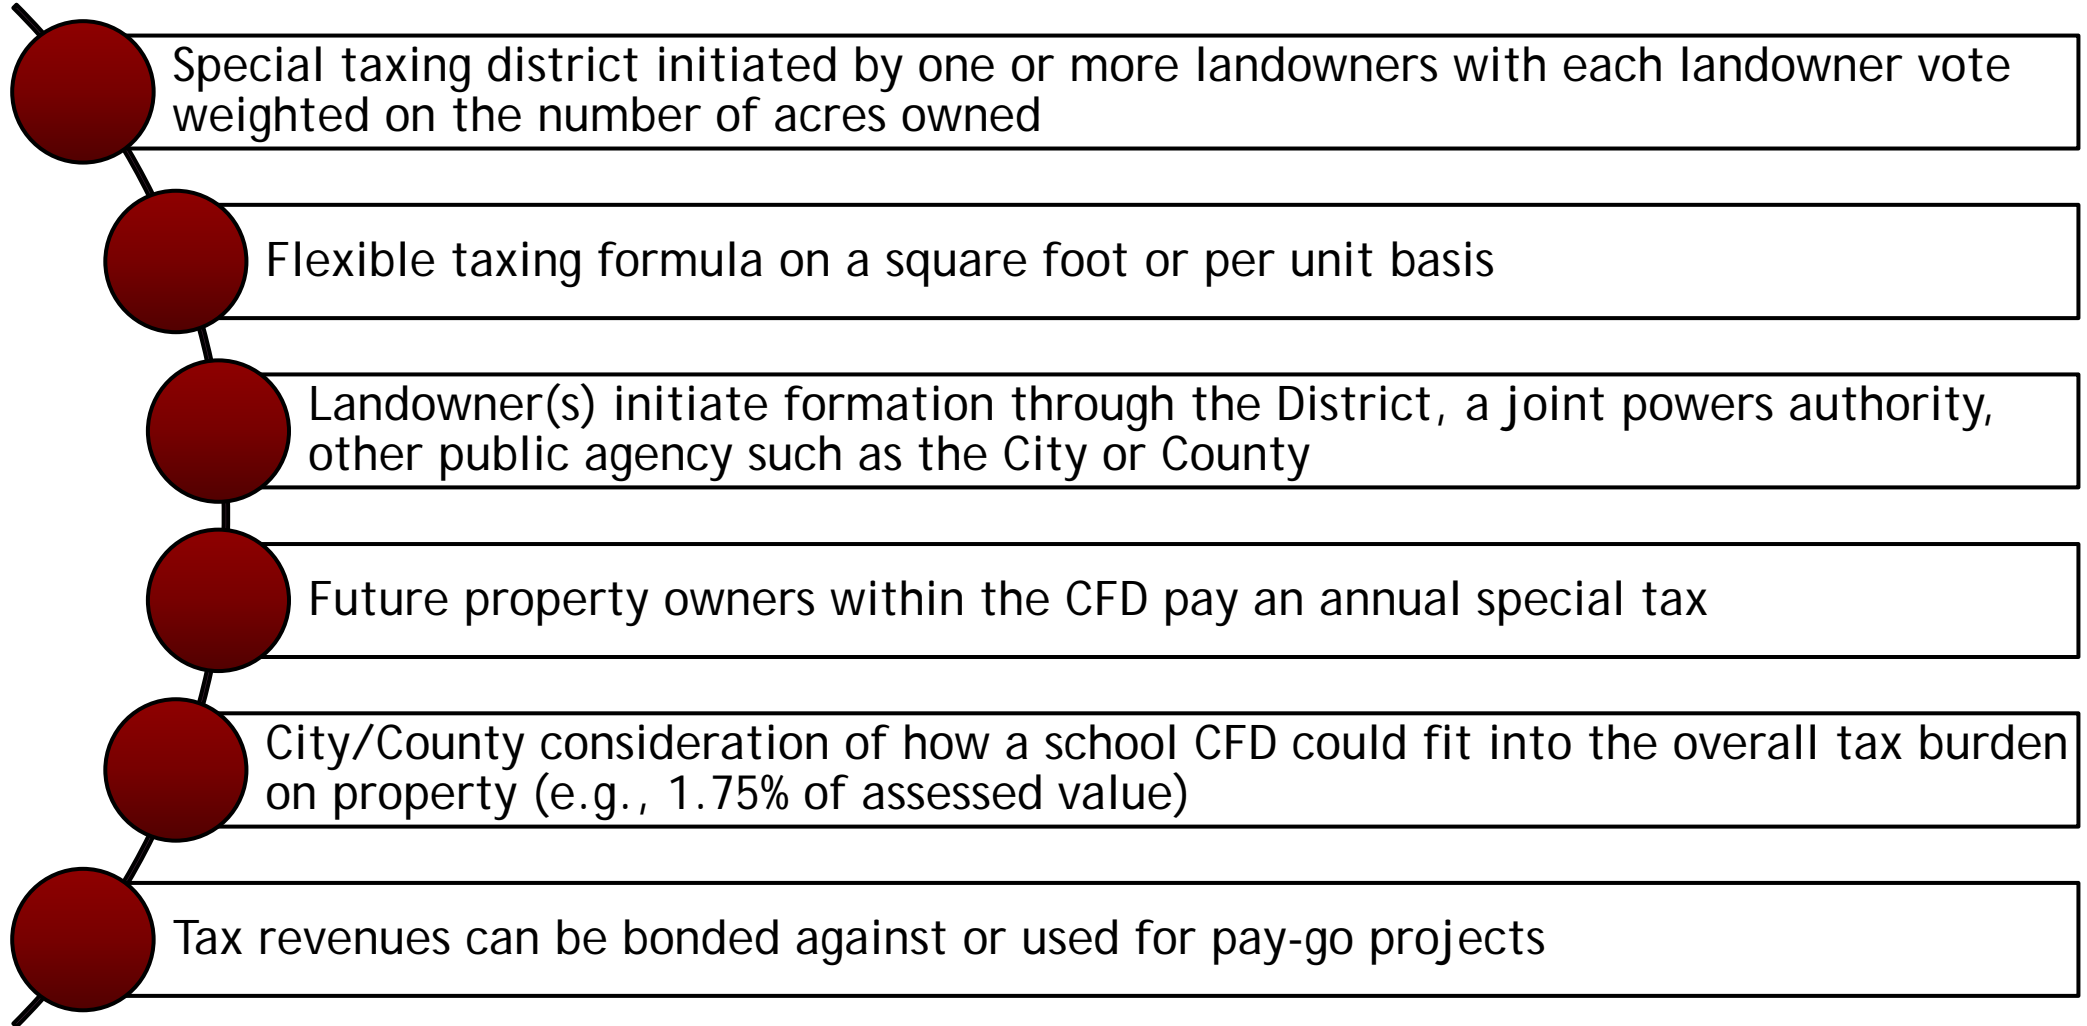 Special taxing district initiated by one or more landowners with each landowner vote
weighted on the number of acres owned
Flexible taxing formula on a square foot or per unit basis
Landowner(s) initiate formation through the District, a joint powers authority,
other public agency such as the City or County
Future property owners within the CFD pay an annual special tax
City/County consideration of how a school CFD could fit into the overall tax burden
on property (e.g., 1.75% of assessed value)
Tax revenues can be bonded against or used for pay-go projects